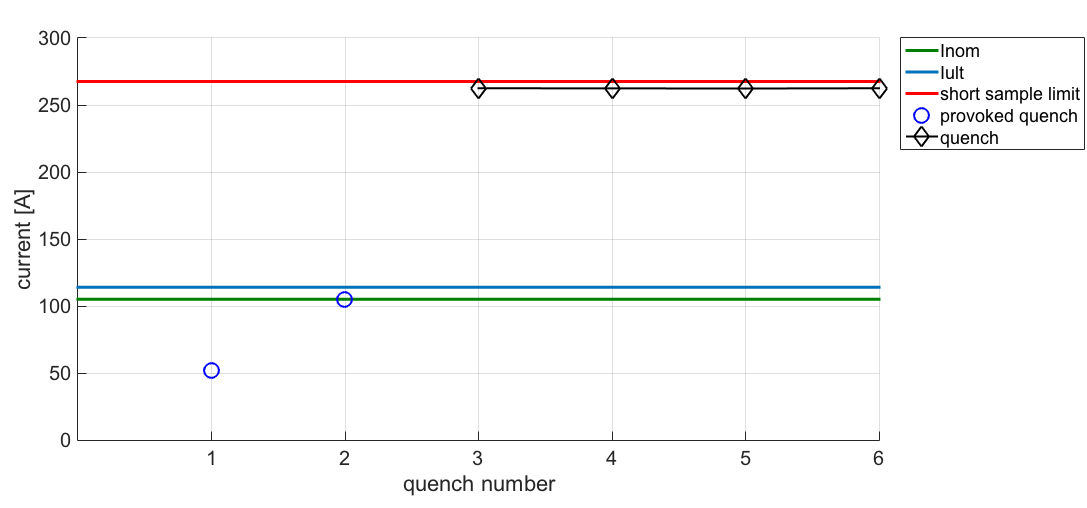 300
250
200
150
100
50
0
current [A]
1 2 3 4 5 6
quench number
Inom
Iult
short sample limit
provoked quench
quench